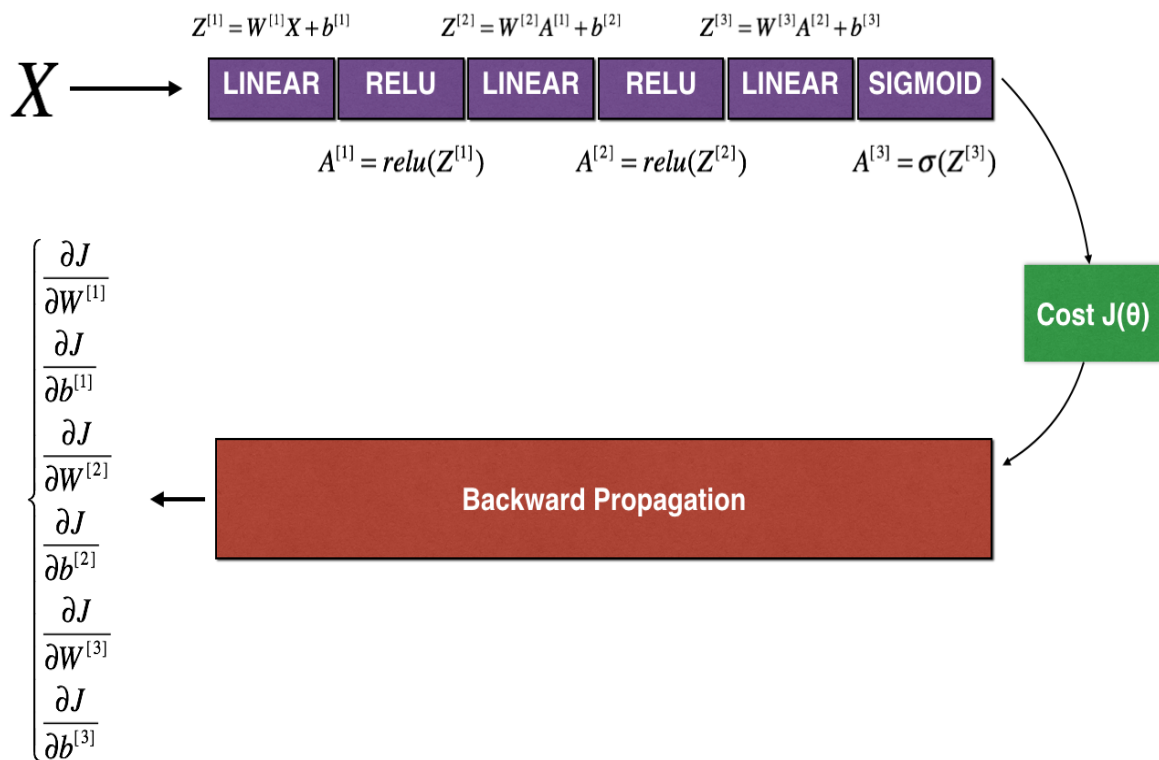 Z^{[1]} = W^{[1]}X + b^{[1]}
Z^{[2]} = W^{[2]}A^{[1]} + b^{[2]}
Z^{[3]} = W^{[3]}A^{[2]} + b^{[3]}
X
LINEAR
RELU
LINEAR
RELU
LINEAR
SIGMOID
A^{[1]} = relu(Z^{[1]})
A^{[2]} = relu(Z^{[2]})
A^{[3]} = σ(Z^{[3]})
Cost J(θ)
Backward Propagation
∂J
∂W^{[1]}
∂J
∂b^{[1]}
∂J
∂W^{[2]}
∂J
∂b^{[2]}
∂J
∂W^{[3]}
∂J
∂b^{[3]}